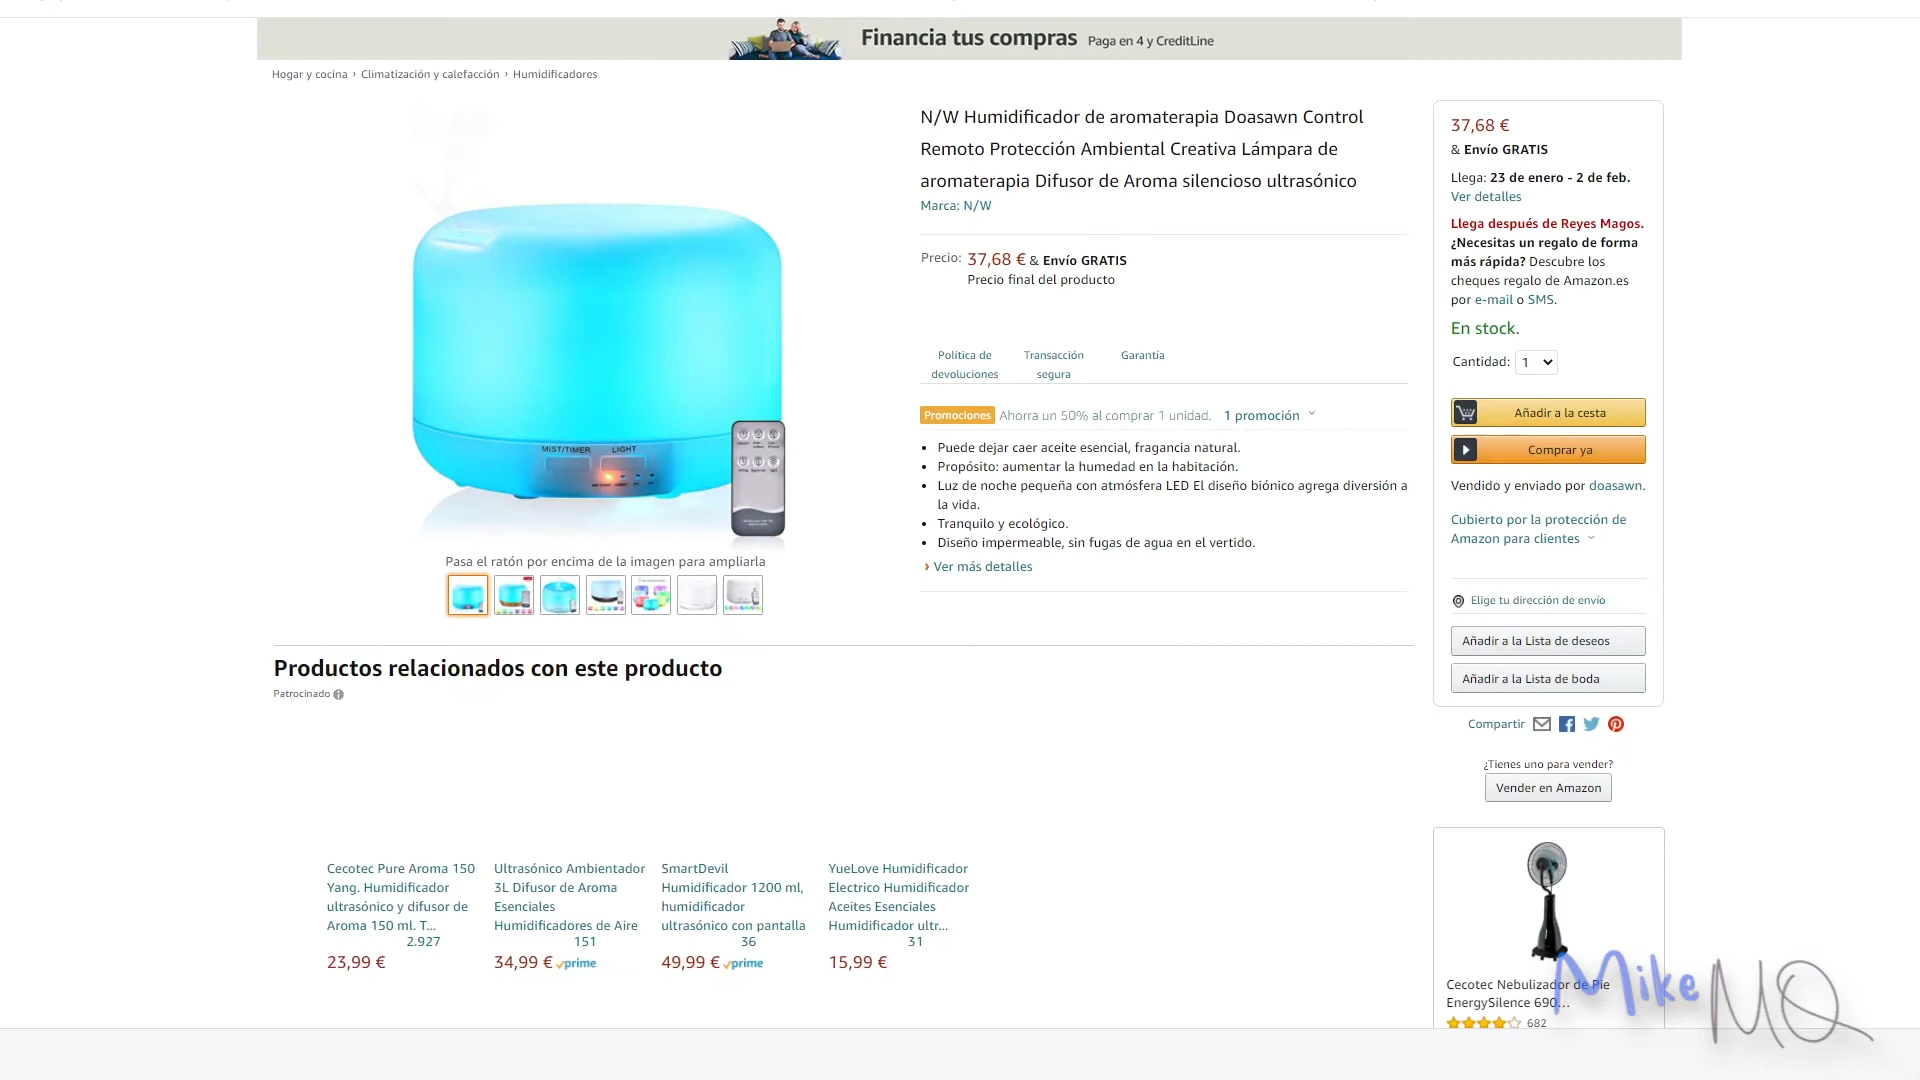 Financia tus compras Paga en 4 y CreditLine
Hogar y cocina › Climatización y calefacción › Humidificadores
N/W Humidificador de aromaterapia Doasawn Control
Remoto Protección Ambiental Creativa Lámpara de
aromaterapia Difusor de Aroma silencioso ultrasónico
Marca: N/W
Precio: 37,68 € & Envío GRATIS
Precio final del producto
Política de devoluciones
Transacción segura
Garantía
Promociones Ahorra un 50% al comprar 1 unidad. 1 promoción
• Puede dejar caer aceite esencial, fragancia natural.
• Propósito: aumentar la humedad en la habitación.
• Luz de noche pequeña con atmósfera LED El diseño biónico agrega diversión a
la vida.
• Tranquilo y ecológico.
• Diseño impermeable, sin fugas de agua en el vertido.
› Ver más detalles
MIST/TIMER LIGHT
Pasa el ratón por encima de la imagen para ampliarla
37,68 €
& Envío GRATIS
Llega: 23 de enero - 2 de feb.
Ver detalles
Llega después de Reyes Magos.
¿Necesitas un regalo de forma
más rápida? Descubre los
cheques regalo de Amazon.es
por e-mail o SMS.
En stock.
Cantidad: 1
Añadir a la cesta
Comprar ya
Vendido y enviado por doasawn.
Cubierto por la protección de
Amazon para clientes
Elige tu dirección de envío
Añadir a la Lista de deseos
Añadir a la Lista de boda
Compartir
¿Tienes uno para vender?
Vender en Amazon
Productos relacionados con este producto
Patrocinado
Cecotec Pure Aroma 150
Yang. Humidificador
ultrasónico y difusor de
Aroma 150 ml. T...
2.927
23,99 €
Ultrasónico Ambientador
3L Difusor de Aroma
Esenciales
Humidificadores de Aire
151
34,99 € prime
SmartDevil
Humidificador 1200 ml,
humidificador
ultrasónico con pantalla
36
49,99 € prime
YueLove Humidificador
Electrico Humidificador
Aceites Esenciales
Humidificador ultr...
31
15,99 €
Cecotec Nebulizador de Pie
EnergySilence 690...
682
Mike MQ